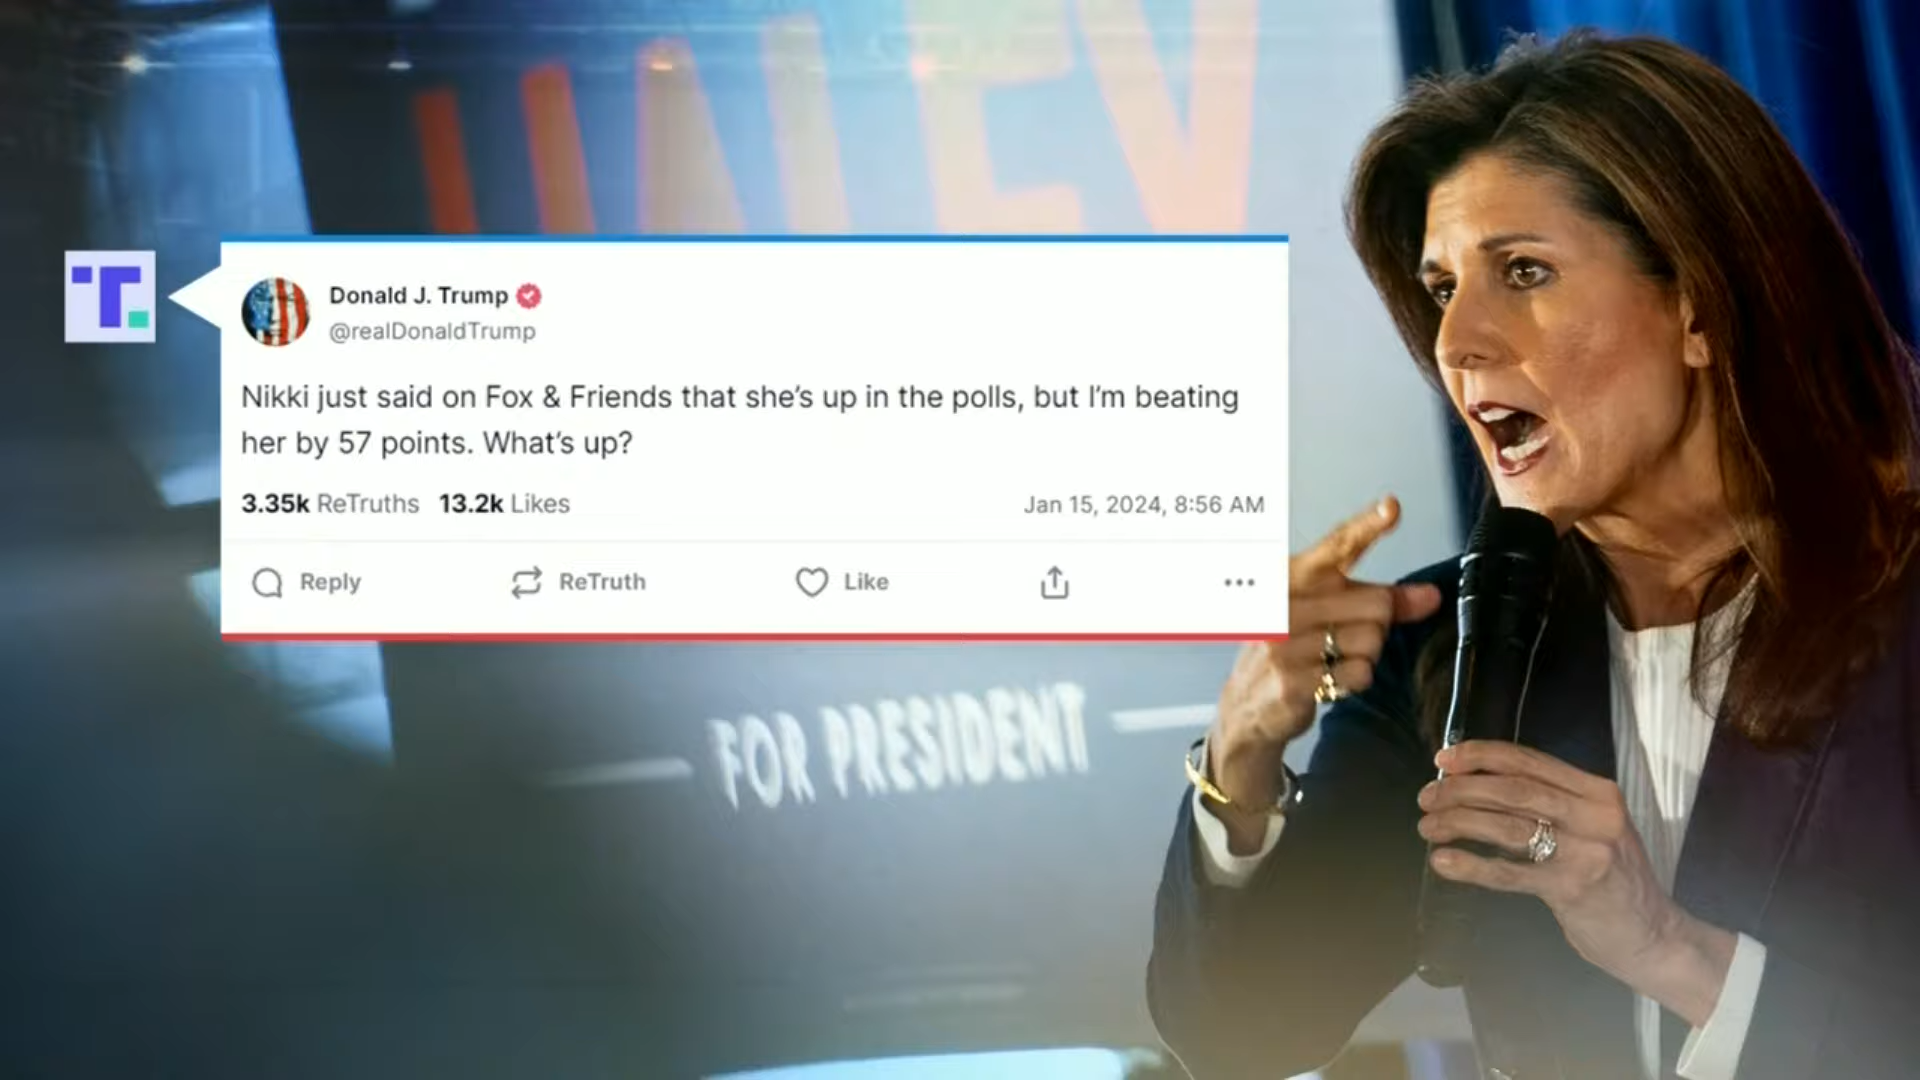 HALEY
Donald J. Trump
@realDonaldTrump
Nikki just said on Fox & Friends that she's up in the polls, but I'm beating
her by 57 points. What's up?
3.35k ReTruths 13.2k Likes
Jan 15, 2024, 8:56 AM
Reply
ReTruth
Like
FOR PRESIDENT